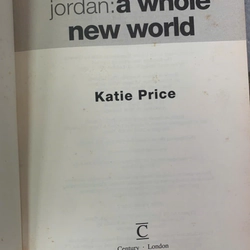 jordan: a whole
new world
Katie Price
C
Century · London